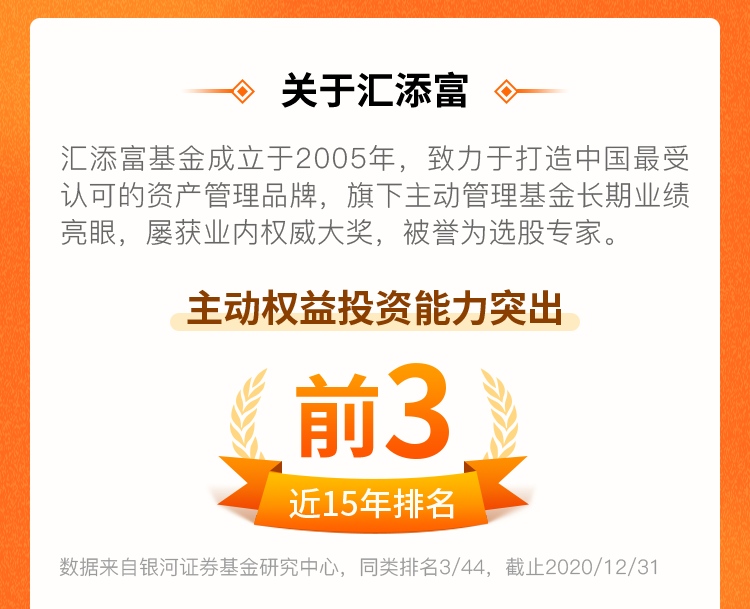 关于汇添富
汇添富基金成立于2005年，致力于打造中国最受
认可的资产管理品牌，旗下主动管理基金长期业绩
亮眼，屡获业内权威大奖，被誉为选股专家。
主动权益投资能力突出
前3
近15年排名
数据来自银河证券基金研究中心，同类排名3/44，截止2020/12/31